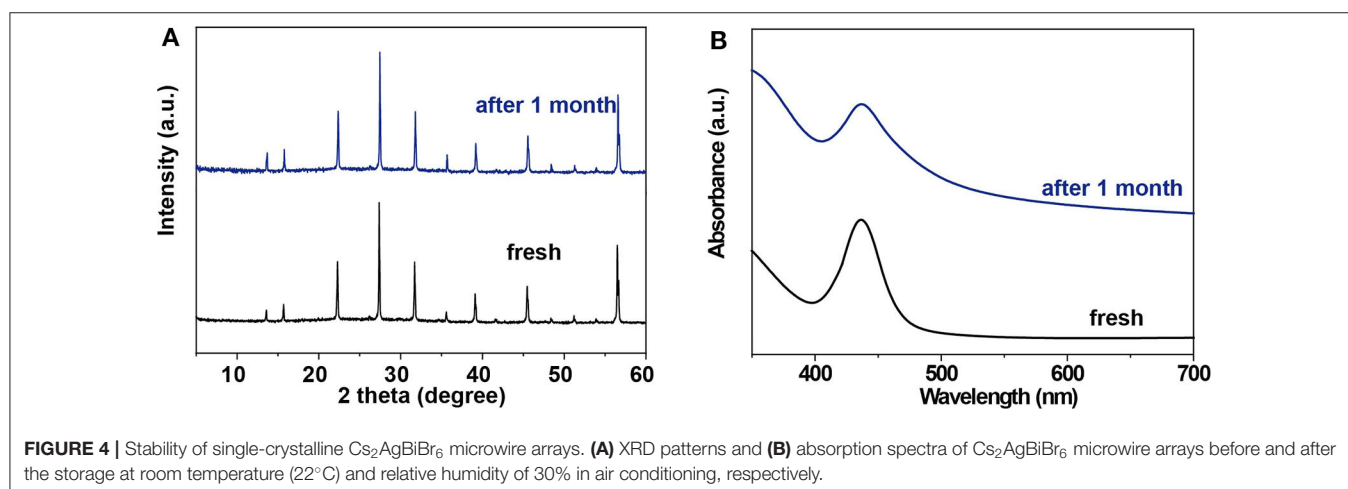 A
Intensity (a.u.)
after 1 month
fresh
10 20 30 40 50 60
2 theta (degree)
B
Absorbance (a.u.)
after 1 month
fresh
400 500 600 700
Wavelength (nm)
FIGURE 4 | Stability of single-crystalline Cs₂AgBiBr₆ microwire arrays. (A) XRD patterns and (B) absorption spectra of Cs₂AgBiBr₆ microwire arrays before and after
the storage at room temperature (22°C) and relative humidity of 30% in air conditioning, respectively.